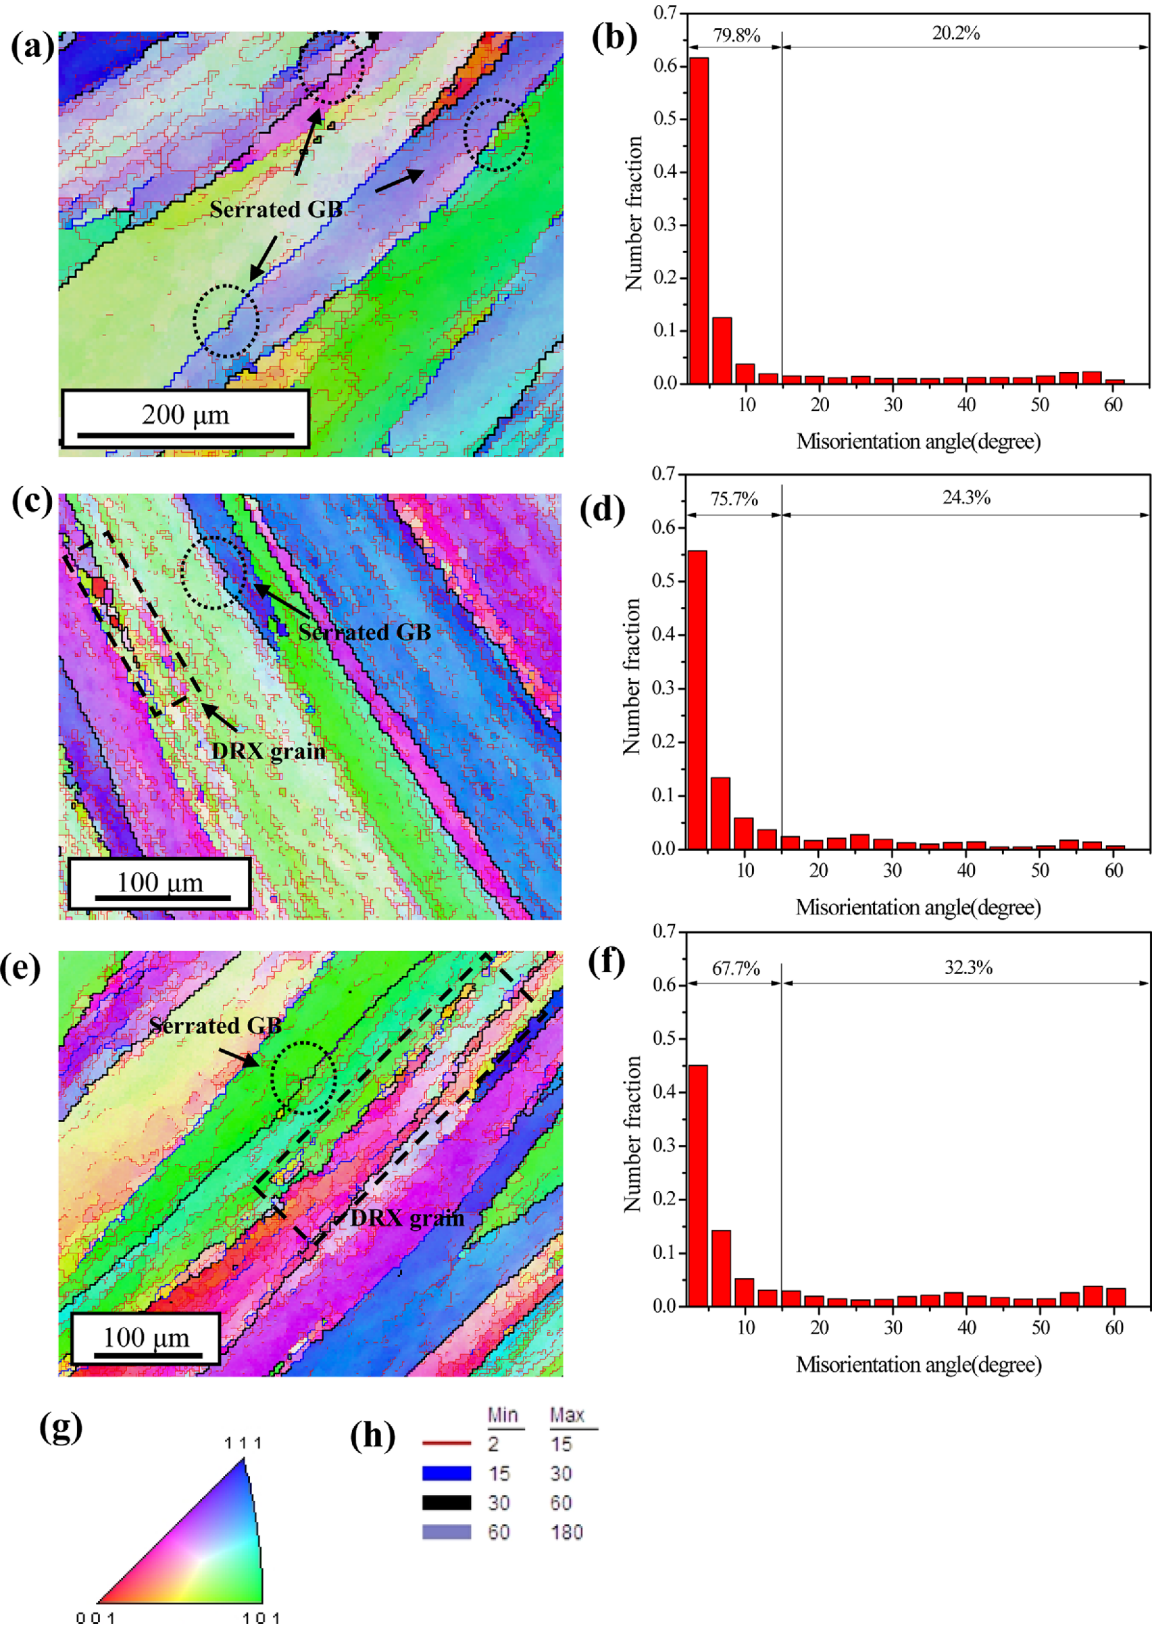 (a)
Serrated GB
200 μm
(b)
0.7
0.6
0.5
0.4
0.3
0.2
0.1
0.0
Number fraction
79.8%
20.2%
10
20
30
40
50
60
Misorientation angle(degree)
(c)
Serrated GB
DRX grain
100 μm
(d)
0.7
0.6
0.5
0.4
0.3
0.2
0.1
0.0
Number fraction
75.7%
24.3%
10
20
30
40
50
60
Misorientation angle(degree)
(e)
Serrated GB
DRX grain
100 μm
(f)
0.7
0.6
0.5
0.4
0.3
0.2
0.1
0.0
Number fraction
67.7%
32.3%
10
20
30
40
50
60
Misorientation angle(degree)
(g)
1 1 1
0 0 1
1 0 1
(h)
Min Max
2 15
15 30
30 60
60 180